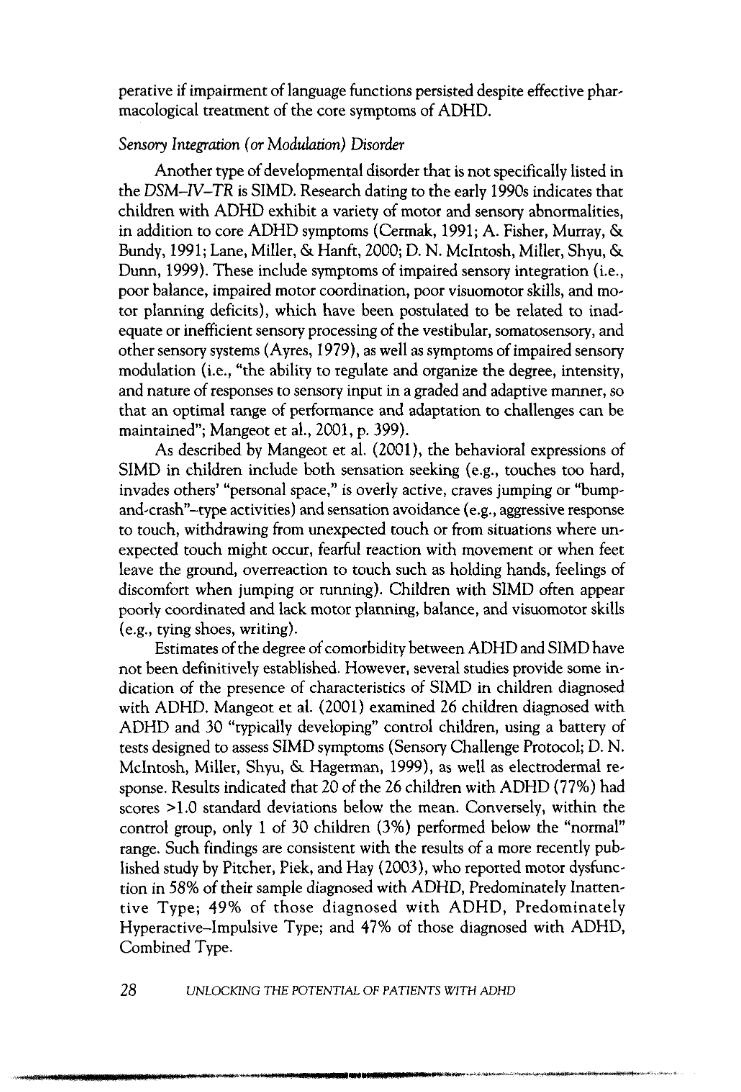 perative if impairment of language functions persisted despite effective phar-
macological treatment of the core symptoms of ADHD.
Sensory Integration (or Modulation) Disorder
Another type of developmental disorder that is not specifically listed in
the DSM–IV–TR is SIMD. Research dating to the early 1990s indicates that
children with ADHD exhibit a variety of motor and sensory abnormalities,
in addition to core ADHD symptoms (Cermak, 1991; A. Fisher, Murray, &
Bundy, 1991; Lane, Miller, & Hanft, 2000; D. N. McIntosh, Miller, Shyu, &
Dunn, 1999). These include symptoms of impaired sensory integration (i.e.,
poor balance, impaired motor coordination, poor visuomotor skills, and mo-
tor planning deficits), which have been postulated to be related to inad-
equate or inefficient sensory processing of the vestibular, somatosensory, and
other sensory systems (Ayres, 1979), as well as symptoms of impaired sensory
modulation (i.e., “the ability to regulate and organize the degree, intensity,
and nature of responses to sensory input in a graded and adaptive manner, so
that an optimal range of performance and adaptation to challenges can be
maintained”; Mangeot et al., 2001, p. 399).
As described by Mangeot et al. (2001), the behavioral expressions of
SIMD in children include both sensation seeking (e.g., touches too hard,
invades others’ “personal space,” is overly active, craves jumping or “bump-
and-crash”–type activities) and sensation avoidance (e.g., aggressive response
to touch, withdrawing from unexpected touch or from situations where un-
expected touch might occur, fearful reaction with movement or when feet
leave the ground, overreaction to touch such as holding hands, feelings of
discomfort when jumping or running). Children with SIMD often appear
poorly coordinated and lack motor planning, balance, and visuomotor skills
(e.g., tying shoes, writing).
Estimates of the degree of comorbidity between ADHD and SIMD have
not been definitively established. However, several studies provide some in-
dication of the presence of characteristics of SIMD in children diagnosed
with ADHD. Mangeot et al. (2001) examined 26 children diagnosed with
ADHD and 30 “typically developing” control children, using a battery of
tests designed to assess SIMD symptoms (Sensory Challenge Protocol; D. N.
McIntosh, Miller, Shyu, & Hagerman, 1999), as well as electrodermal re-
sponse. Results indicated that 20 of the 26 children with ADHD (77%) had
scores >1.0 standard deviations below the mean. Conversely, within the
control group, only 1 of 30 children (3%) performed below the “normal”
range. Such findings are consistent with the results of a more recently pub-
lished study by Pitcher, Piek, and Hay (2003), who reported motor dysfunc-
tion in 58% of their sample diagnosed with ADHD, Predominately Inatten-
tive Type; 49% of those diagnosed with ADHD, Predominately
Hyperactive–Impulsive Type; and 47% of those diagnosed with ADHD,
Combined Type.
28 UNLOCKING THE POTENTIAL OF PATIENTS WITH ADHD